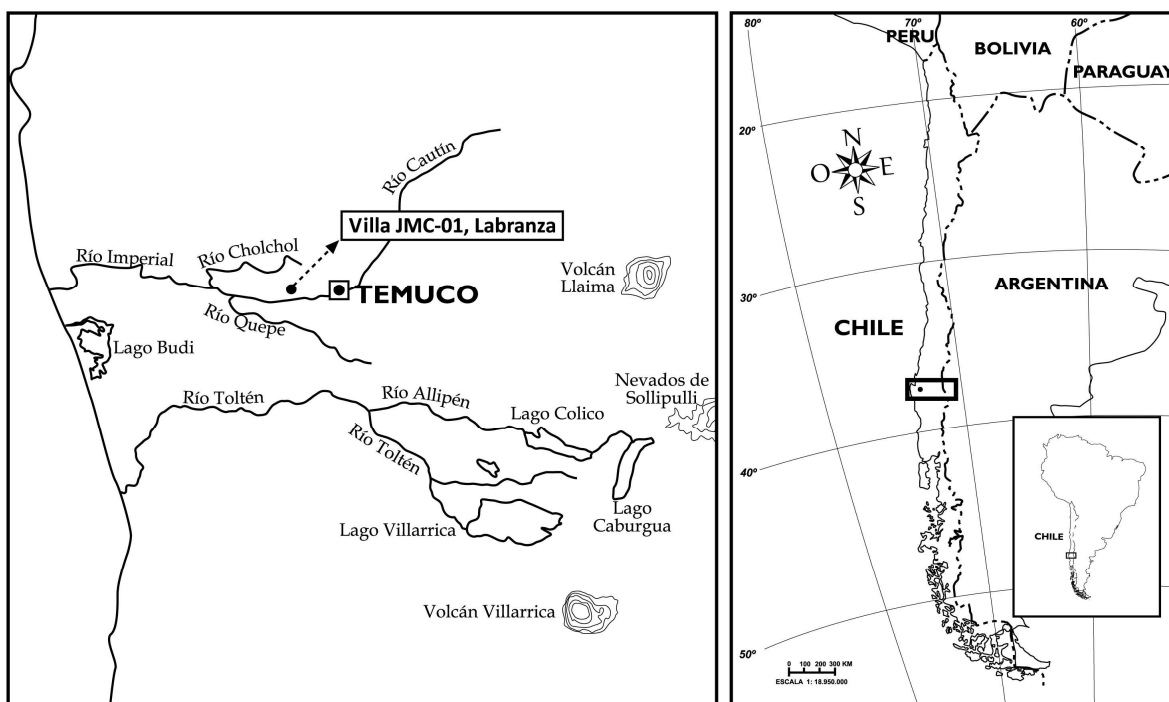 Río Cautín
Villa JMC-01, Labranza
Río Cholchol
Río Imperial
Volcán
Llaima
TEMUCO
Río Quepe
Lago Budi
Nevados de
Sollipulli
Río Toltén
Río Allipén
Lago Colico
Río Toltén
Lago
Caburgua
Lago Villarrica
Volcán Villarrica
80º
70º
60º
PERU
BOLIVIA
PARAGUAY
20º
N
O
E
S
30º
ARGENTINA
CHILE
40º
CHILE
50º
0 100 200 300 KM
ESCALA 1: 18.950.000